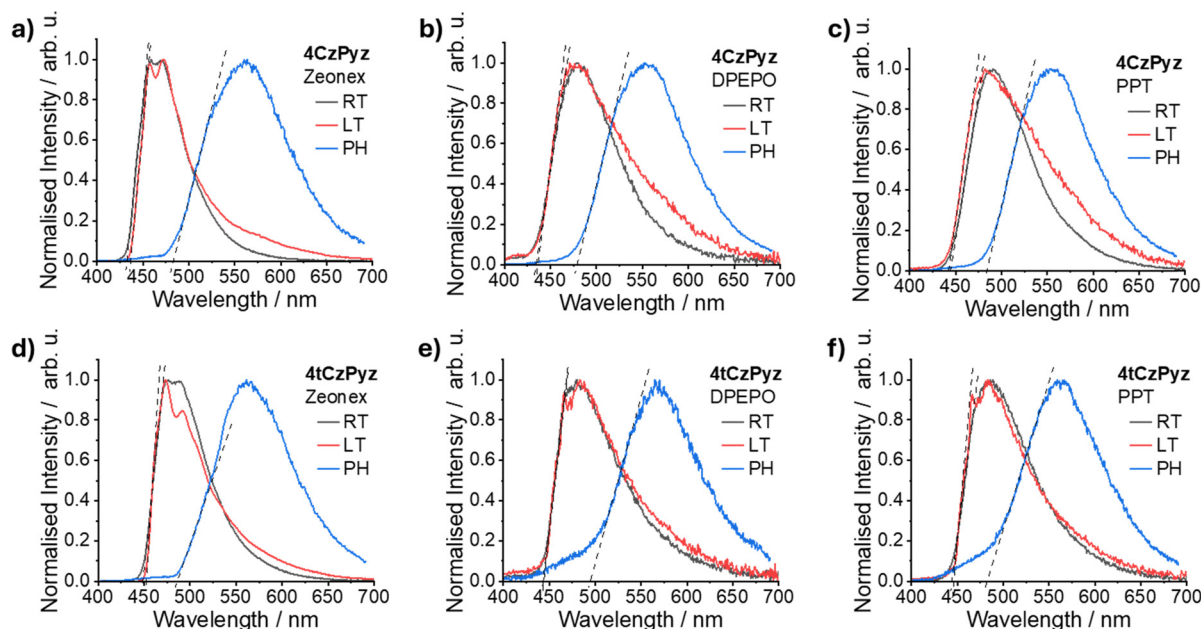 a)
Normalised Intensity / arb. u.
1.0
0.8
0.6
0.4
0.2
0.0
4CzPyz
Zeonex
RT
LT
PH
400 450 500 550 600 650 700
Wavelength / nm
b)
Normalised Intensity / arb. u.
1.0
0.8
0.6
0.4
0.2
0.0
4CzPyz
DPEPO
RT
LT
PH
400 450 500 550 600 650 700
Wavelength / nm
c)
Normalised Intensity / arb. u.
1.0
0.8
0.6
0.4
0.2
0.0
4CzPyz
PPT
RT
LT
PH
400 450 500 550 600 650 700
Wavelength / nm
d)
Normalised Intensity / arb. u.
1.0
0.8
0.6
0.4
0.2
0.0
4tCzPyz
Zeonex
RT
LT
PH
400 450 500 550 600 650 700
Wavelength / nm
e)
Normalised Intensity / arb. u.
1.0
0.8
0.6
0.4
0.2
0.0
4tCzPyz
DPEPO
RT
LT
PH
400 450 500 550 600 650 700
Wavelength / nm
f)
Normalised Intensity / arb. u.
1.0
0.8
0.6
0.4
0.2
0.0
4tCzPyz
PPT
RT
LT
PH
400 450 500 550 600 650 700
Wavelength / nm